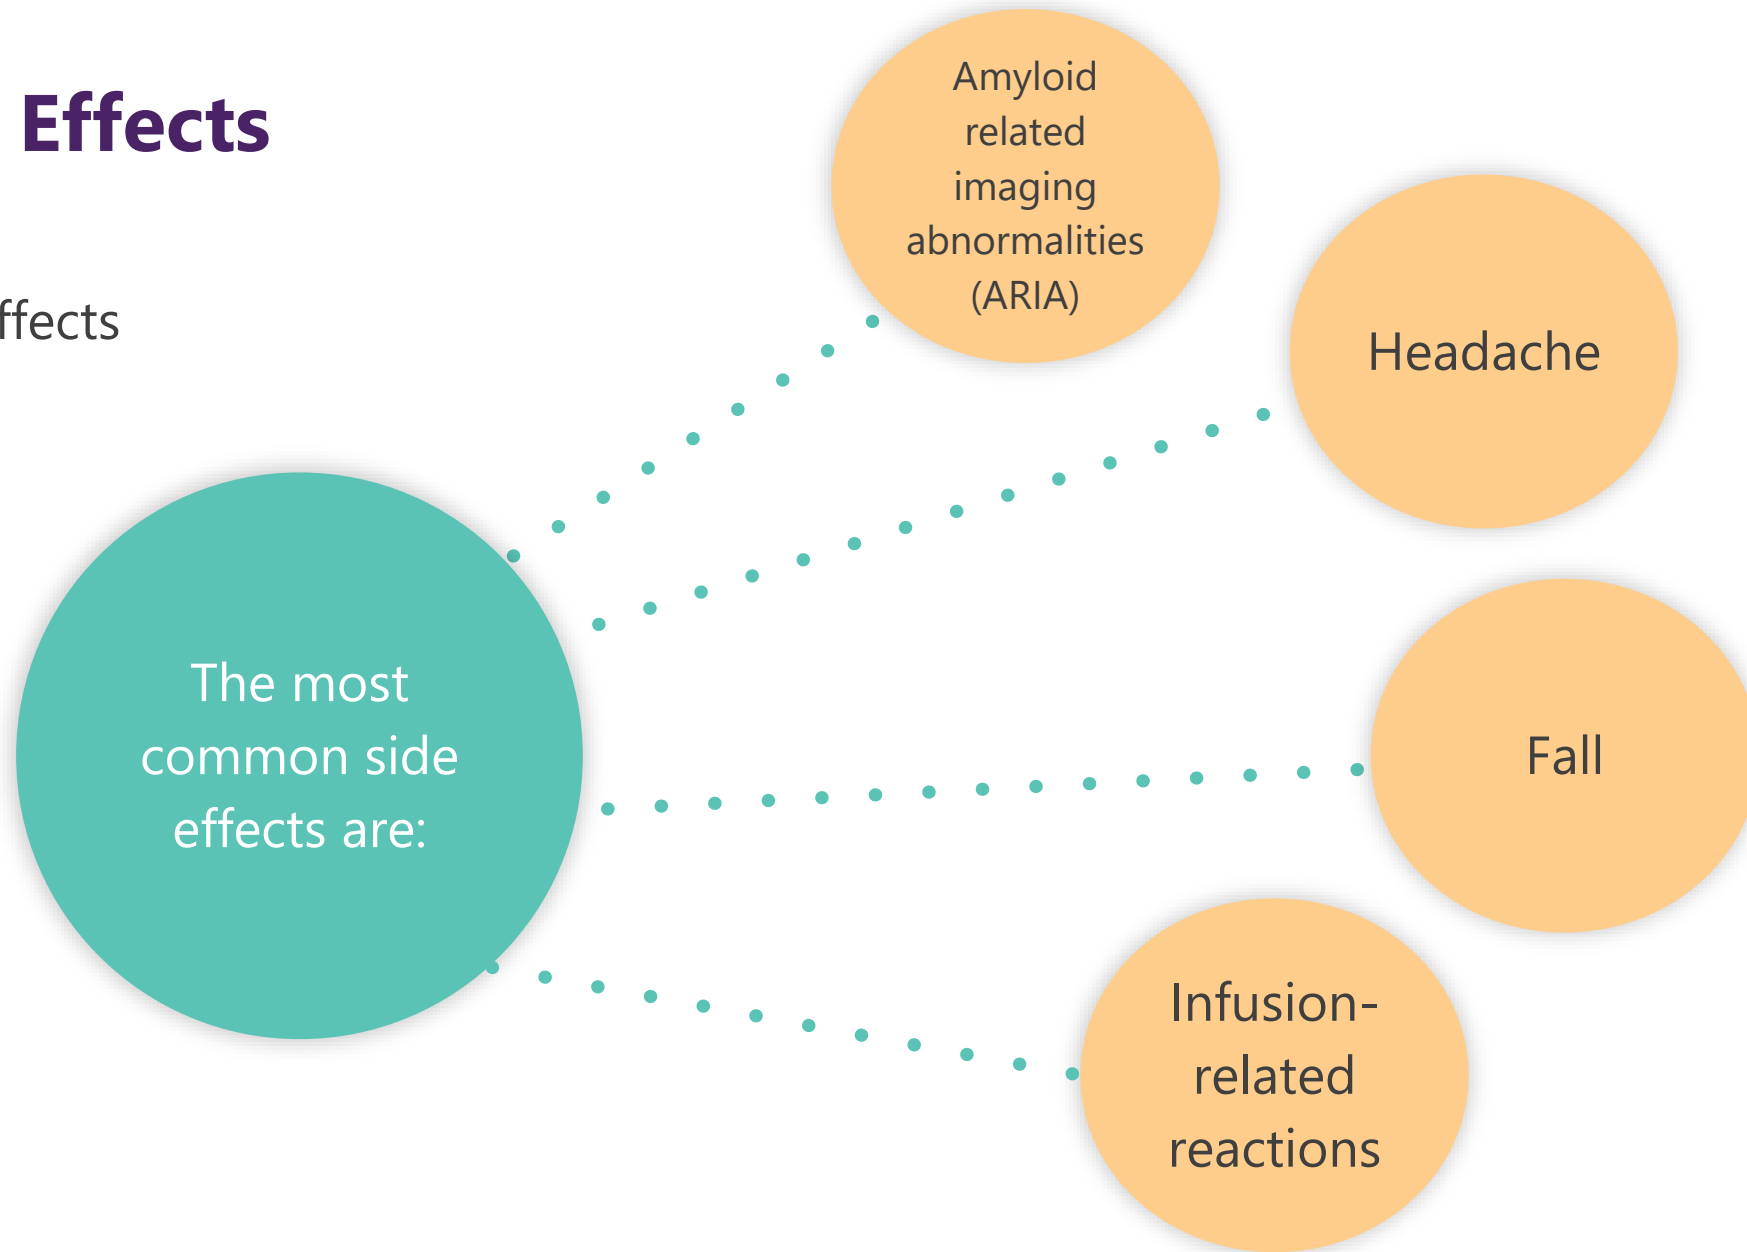 Effects
ffects
The most
common side
effects are:
Amyloid
related
imaging
abnormalities
(ARIA)
Headache
Fall
Infusion-
related
reactions